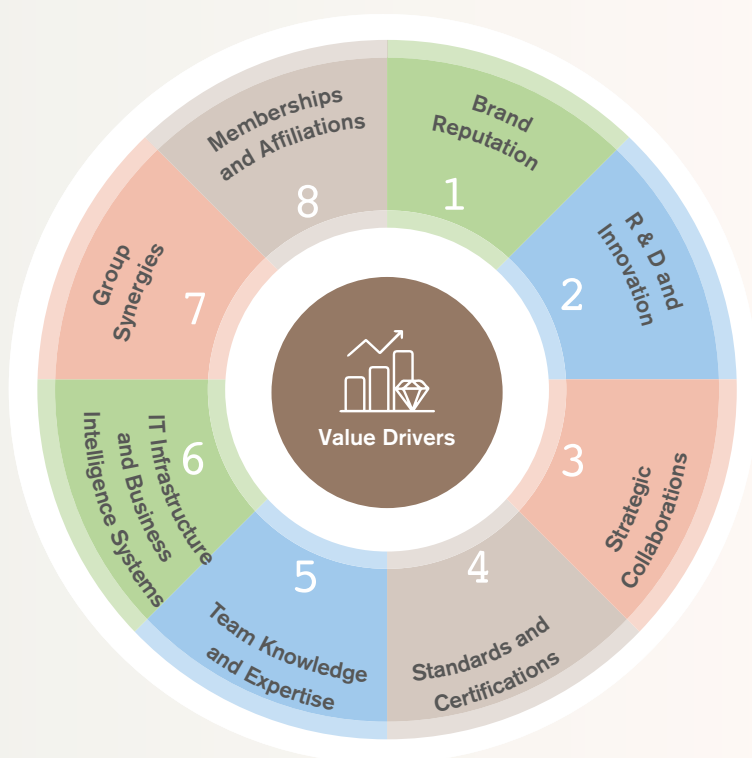 Value Drivers
Brand
Reputation
1
R & D and
Innovation
2
Strategic
Collaborations
3
Standards and
Certifications
4
Team Knowledge
and Expertise
5
IT Infrastructure
and Business
Intelligence Systems
6
Group
Synergies
7
Memberships
and Affiliations
8